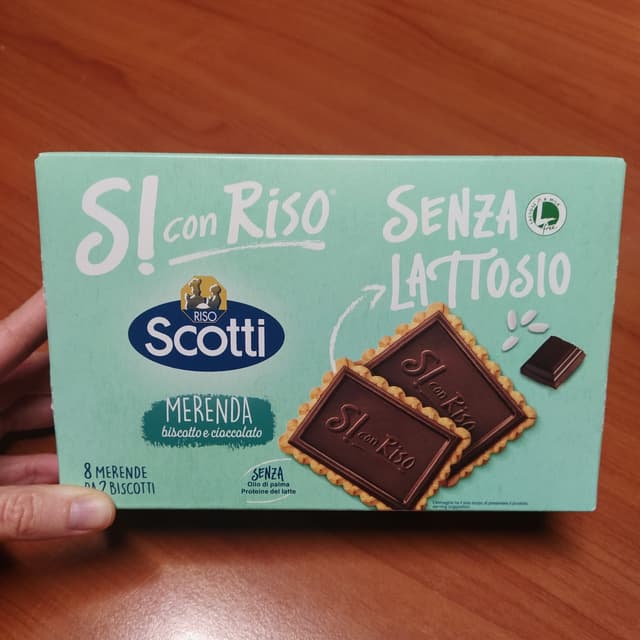 S! con Riso®
SENZA
LATTOSIO
RISO
Scotti
MERENDA
biscotto e cioccolato
8 MERENDE
DA 2 BISCOTTI
SENZA
Olio di palma
Proteine del latte
S! con Riso
S! con Riso
L
free